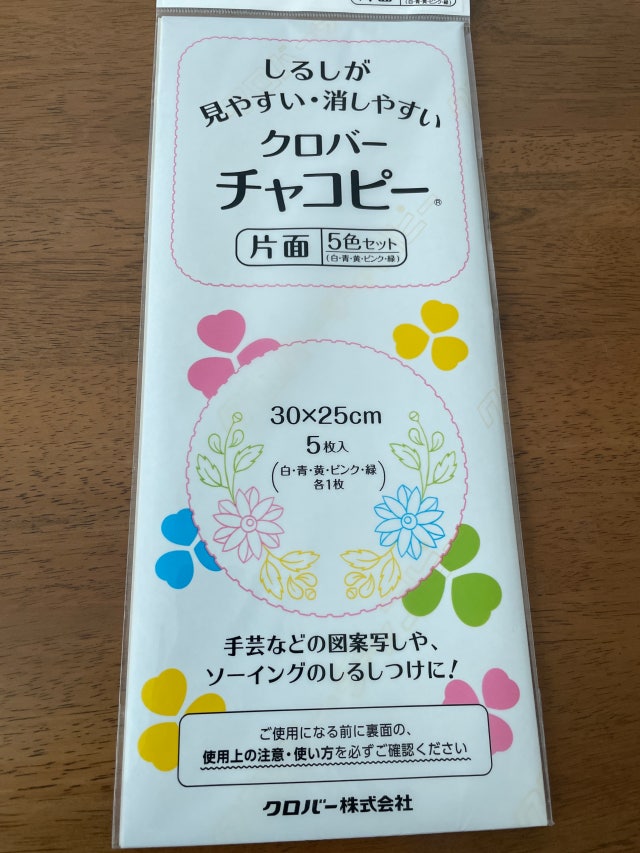 しるしが
見やすい・消しやすい
クロバー
チャコピー®
片面
5色セット
(白・青・黄・ピンク・緑)
30×25cm
5枚入
(白・青・黄・ピンク・緑
各1枚)
手芸などの図案写しや、
ソーイングのしるしつけに!
ご使用になる前に裏面の、
使用上の注意・使い方を必ずご確認ください
クロバー株式会社